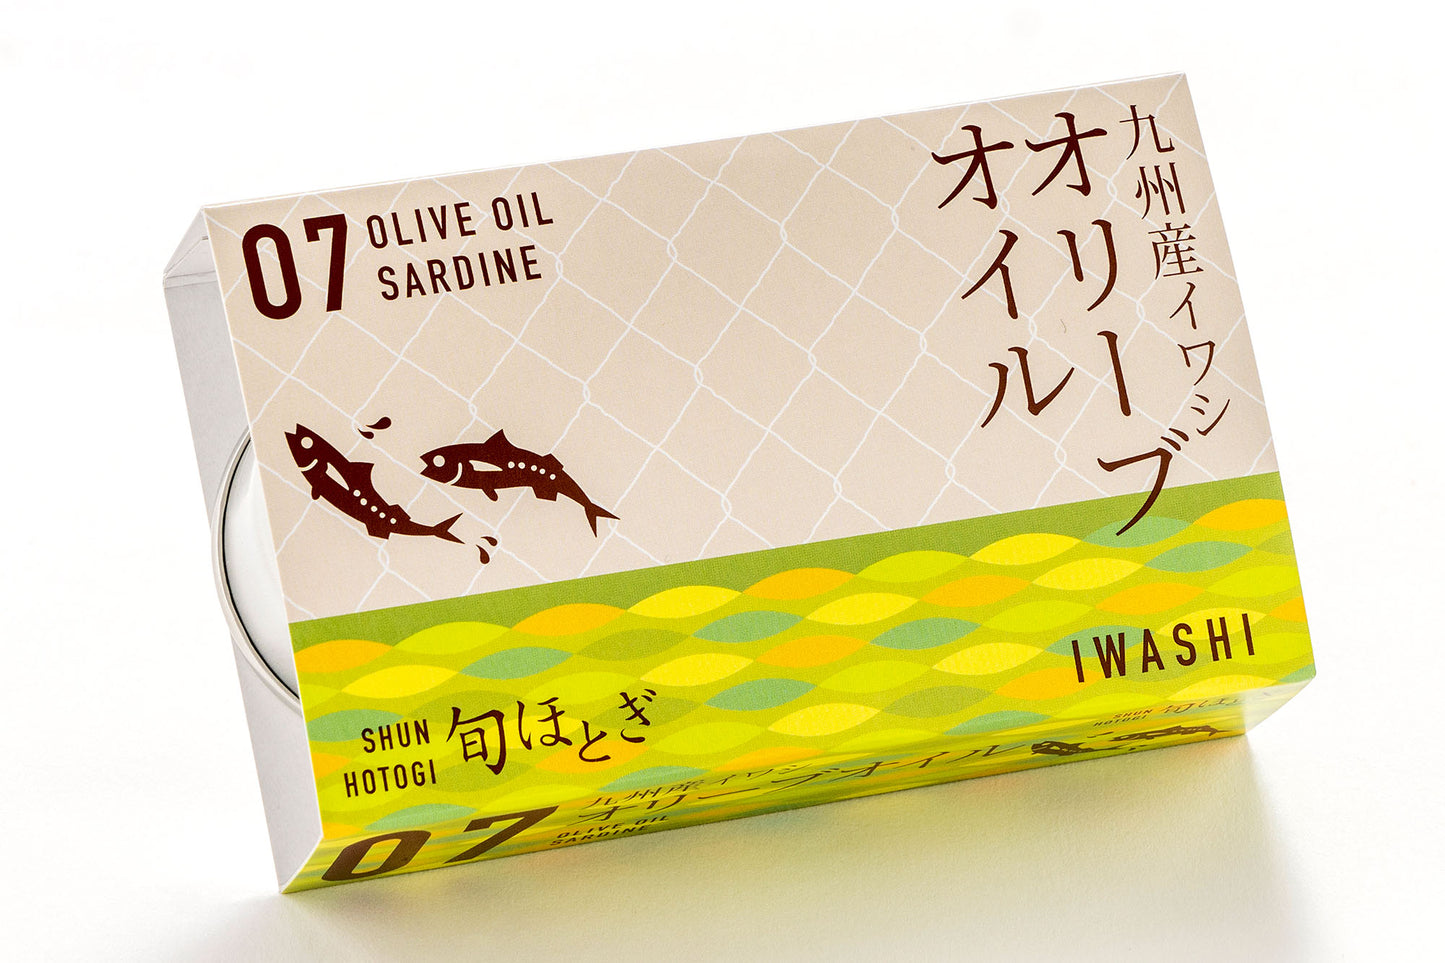 07
OLIVE OIL
SARDINE
九州産イワシ
オリーブ
オイル
IWASHI
SHUN
HOTOGI
旬ほとぎ
07
九州産イワシ
オリーブオイル
OLIVE OIL
SARDINE
SHUN
HOTOGI
旬ほとぎ